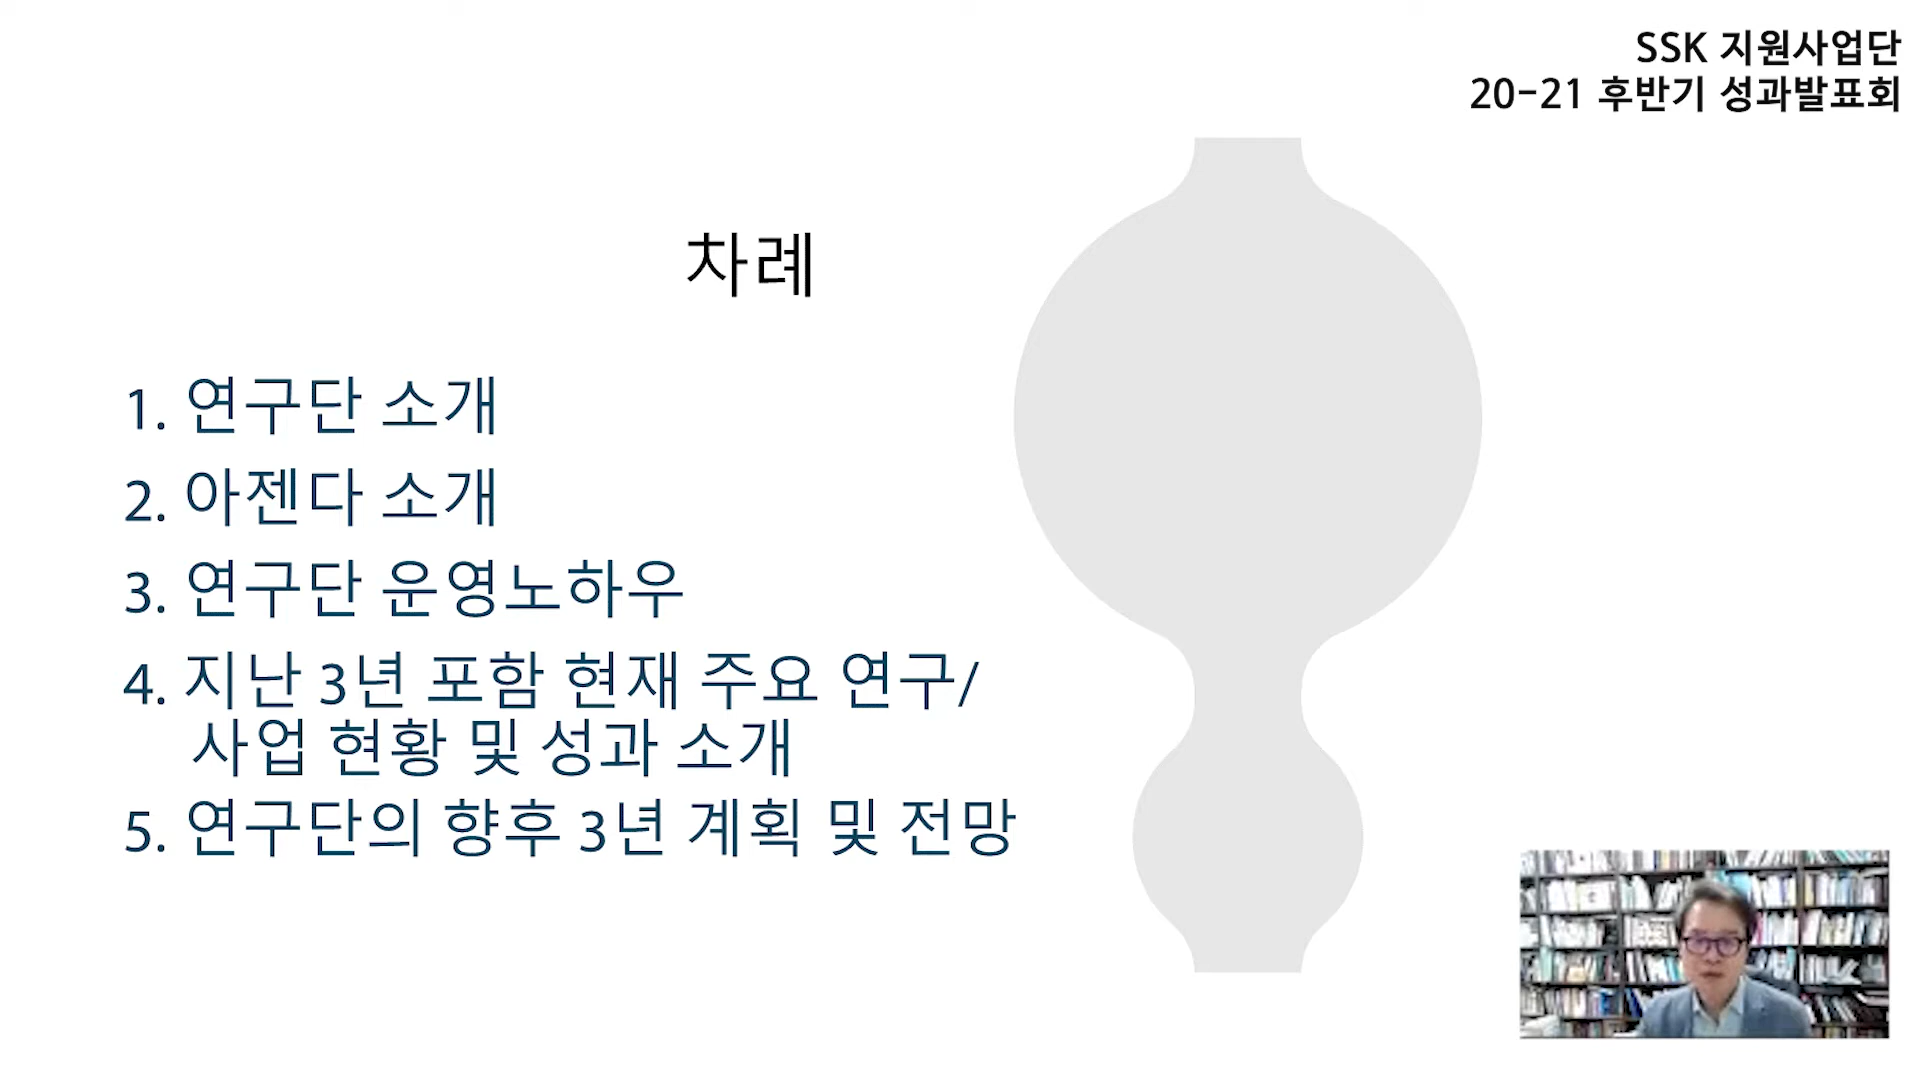 SSK 지원사업단
20-21 후반기 성과발표회
차례
1. 연구단 소개
2. 아젠다 소개
3. 연구단 운영노하우
4. 지난 3년 포함 현재 주요 연구/
사업 현황 및 성과 소개
5. 연구단의 향후 3년 계획 및 전망